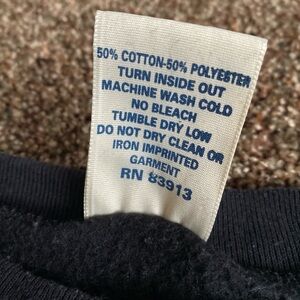 50% COTTON-50% POLYESTER
TURN INSIDE OUT
MACHINE WASH COLD
NO BLEACH
TUMBLE DRY LOW
DO NOT DRY CLEAN OR
IRON IMPRINTED
GARMENT
RN 83913